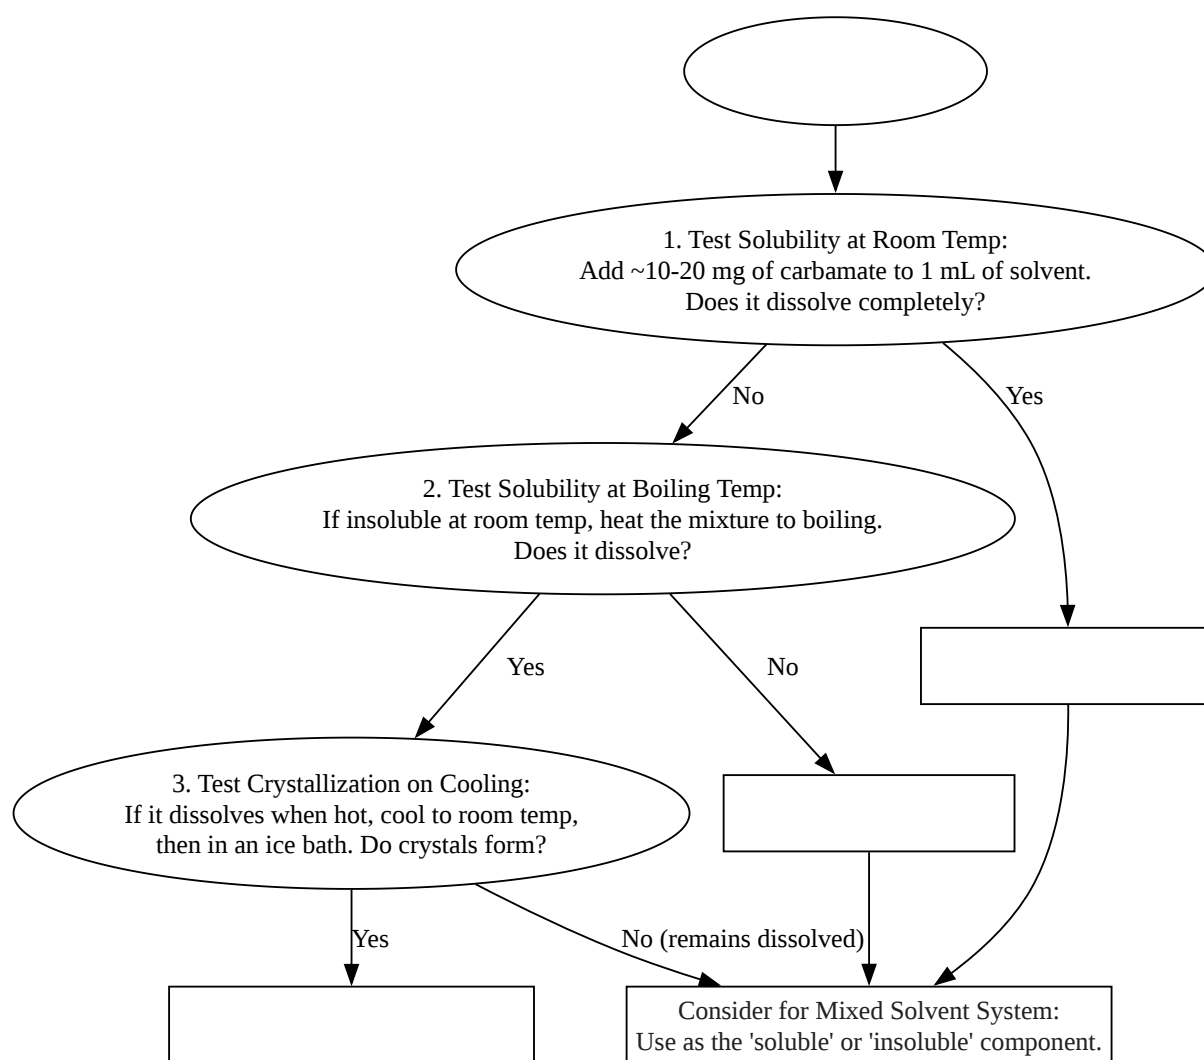 1. Test Solubility at Room Temp:
Add ~10-20 mg of carbamate to 1 mL of solvent.
Does it dissolve completely?
No
Yes
2. Test Solubility at Boiling Temp:
If insoluble at room temp, heat the mixture to boiling.
Does it dissolve?
Yes
No
3. Test Crystallization on Cooling:
If it dissolves when hot, cool to room temp,
then in an ice bath. Do crystals form?
Yes
No (remains dissolved)
Consider for Mixed Solvent System:
Use as the 'soluble' or 'insoluble' component.